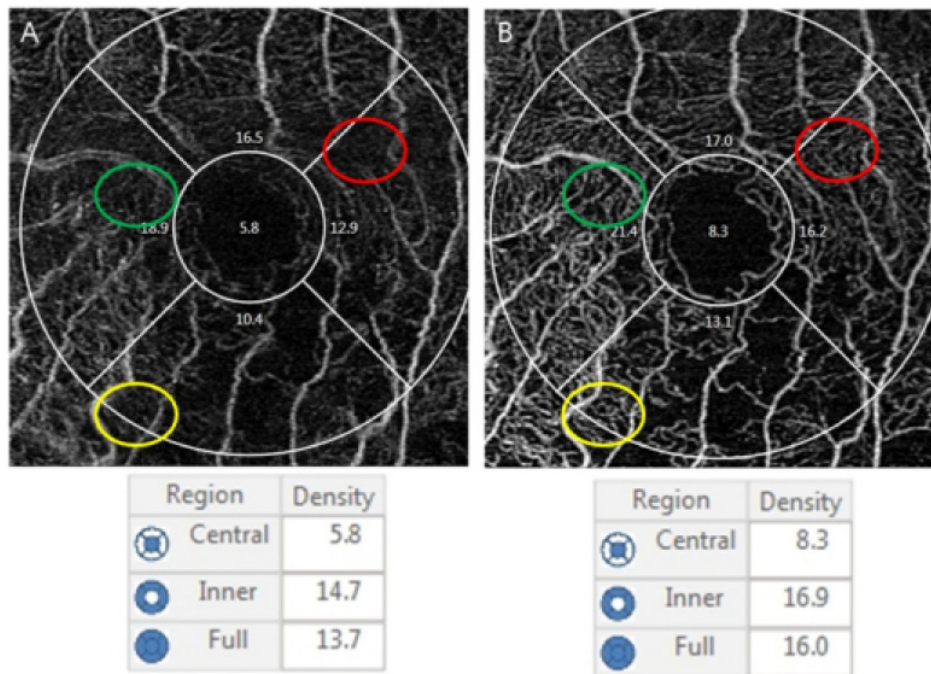 A
16.5
18.9 5.8 12.9
10.4
B
17.0
21.4 8.3 16.2
13.1
Region Density
Central 5.8
Inner 14.7
Full 13.7
Region Density
Central 8.3
Inner 16.9
Full 16.0